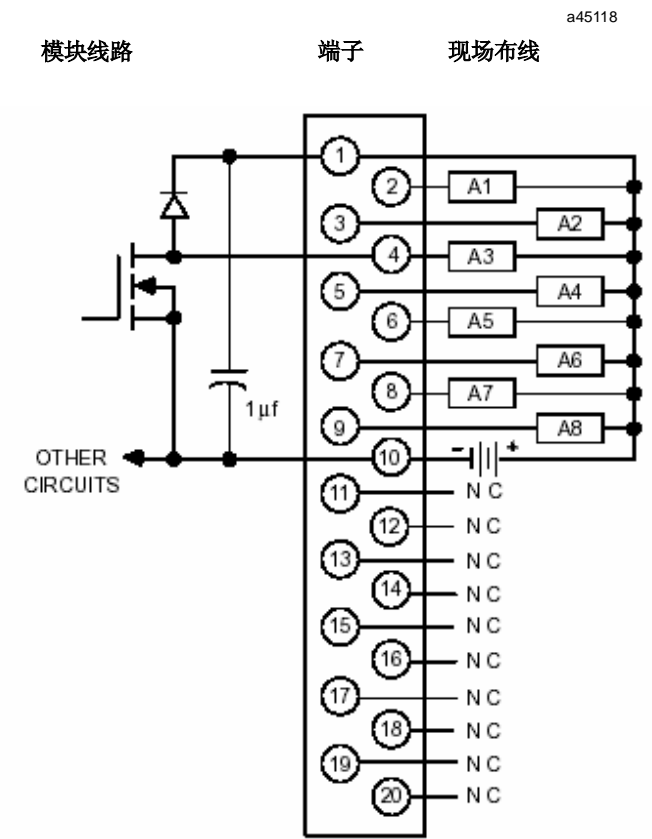 a45118
模块线路 端子 现场布线
1
2 A1
3 A2
4 A3
5 A4
6 A5
7 A6
8 A7
1µf
9 A8
OTHER
CIRCUITS
10 - +
11 N C
12 N C
13 N C
14 N C
15 N C
16 N C
17 N C
18 N C
19 N C
20 N C